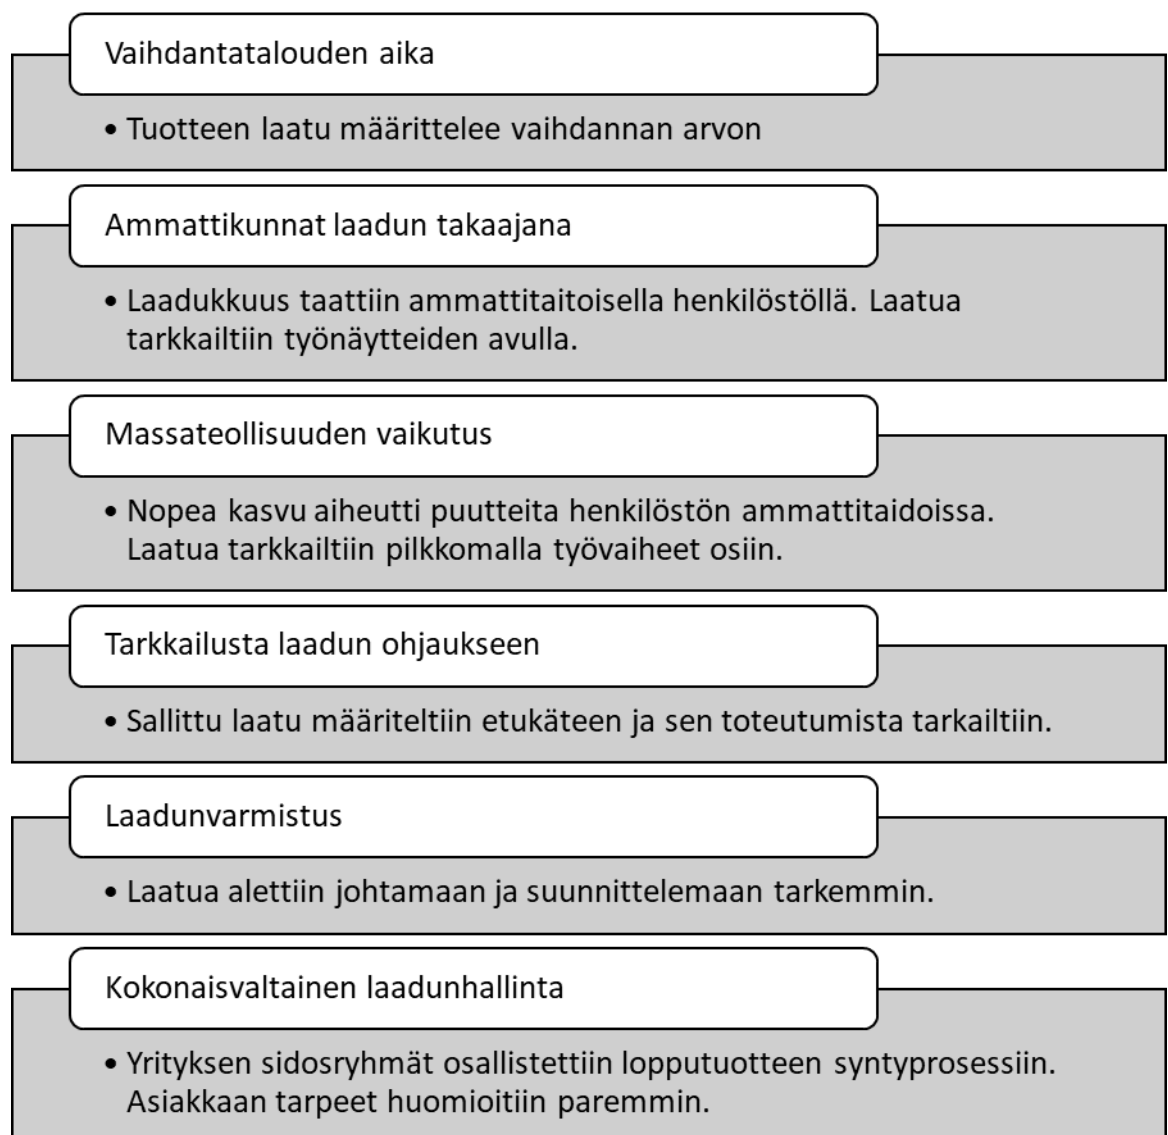 Vaihdantatalouden aika
• Tuotteen laatu määrittelee vaihdannan arvon
Ammattikunnat laadun takaajana
• Laadukkuus taattiin ammattitaitoisella henkilöstöllä. Laatua
tarkkailtiin työnäytteiden avulla.
Massateollisuuden vaikutus
• Nopea kasvu aiheutti puutteita henkilöstön ammattitaidoissa.
Laatua tarkkailtiin pilkkomalla työvaiheet osiin.
Tarkkailusta laadun ohjaukseen
• Sallittu laatu määriteltiin etukäteen ja sen toteutumista tarkailtiin.
Laadunvarmistus
• Laatua alettiin johtamaan ja suunnittelemaan tarkemmin.
Kokonaisvaltainen laadunhallinta
• Yrityksen sidosryhmät osallistettiin lopputuotteen syntyprosessiin.
Asiakkaan tarpeet huomioitiin paremmin.